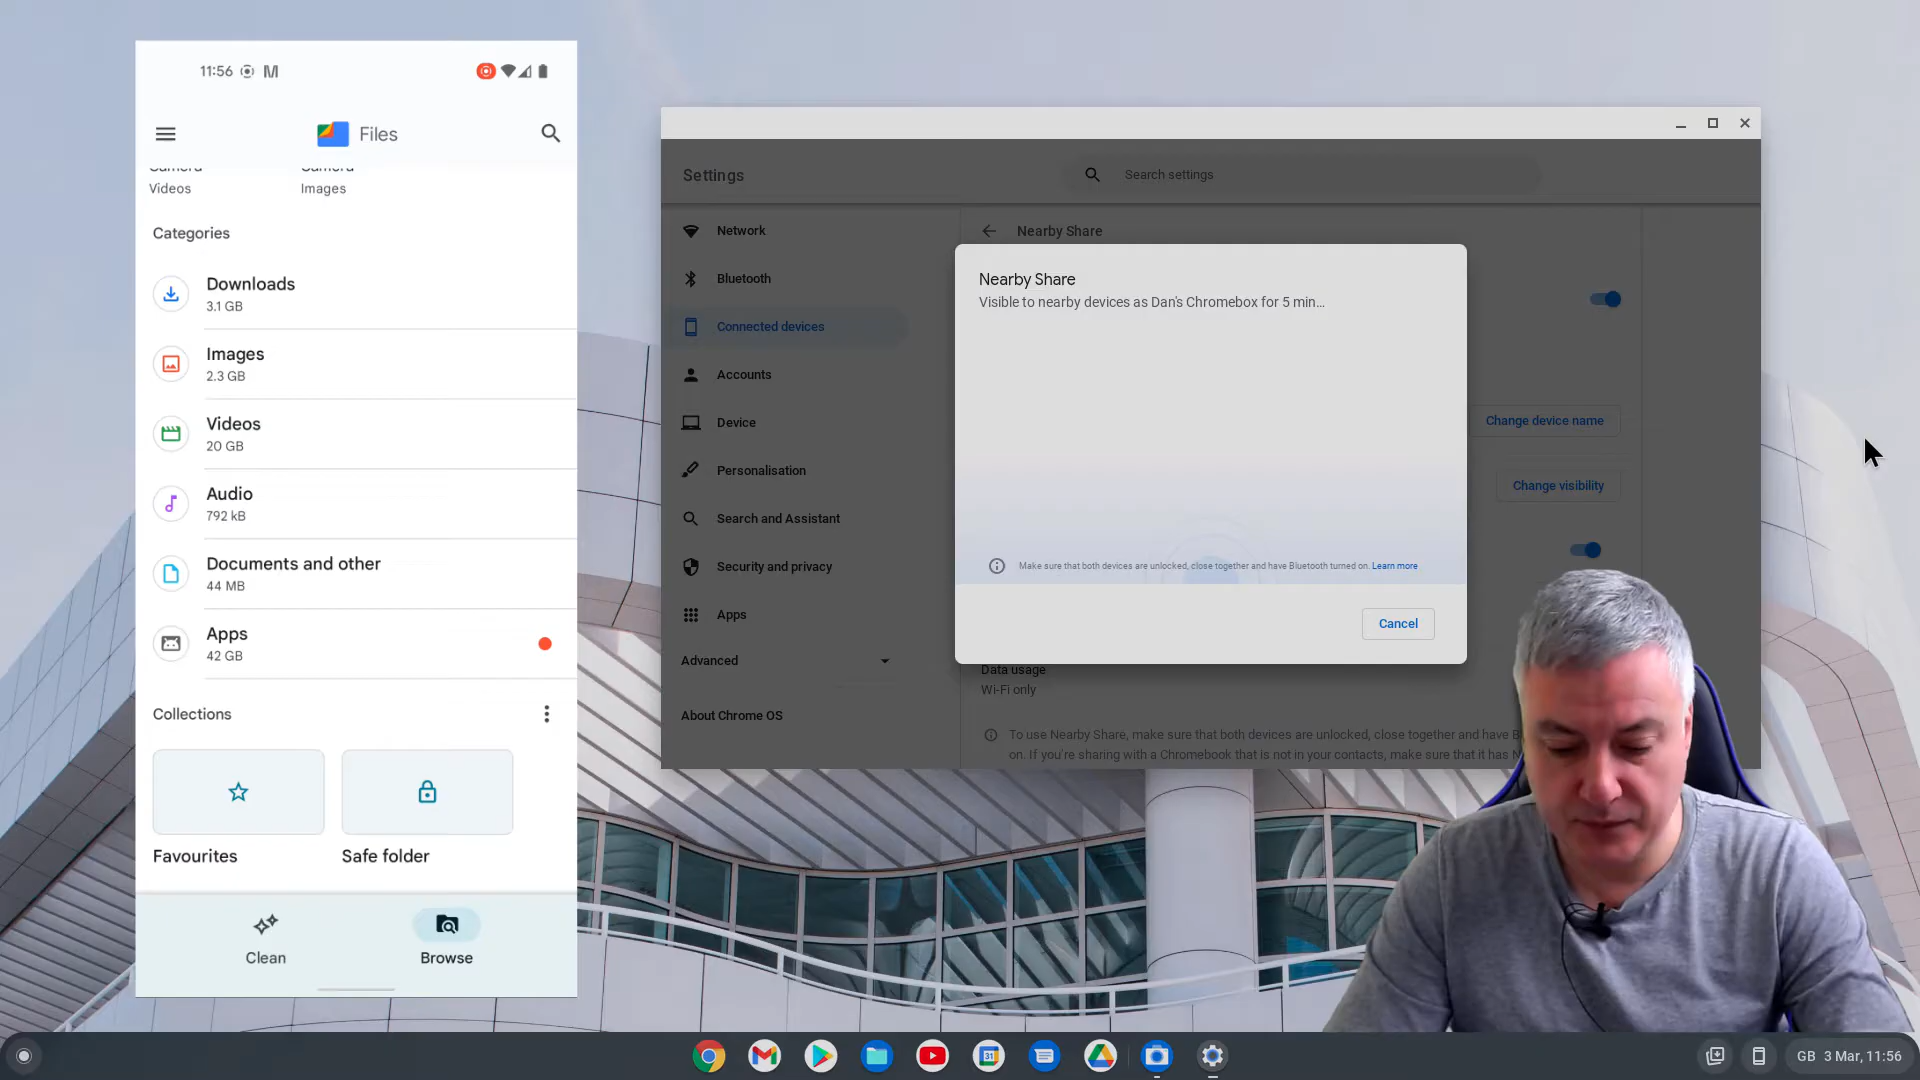 11:56
Files
Camera
Camera
Videos
Images
Categories
Downloads
3.1 GB
Images
2.3 GB
Videos
20 GB
Audio
792 kB
Documents and other
44 MB
Apps
42 GB
Collections
Favourites
Safe folder
Clean
Browse
Settings
Search settings
Network
Bluetooth
Connected devices
Accounts
Device
Personalisation
Search and Assistant
Security and privacy
Apps
Advanced
About Chrome OS
Nearby Share
Nearby Share
Visible to nearby devices as Dan's Chromebox for 5 min…
Make sure that both devices are unlocked, close together and have Bluetooth turned on. Learn more
Cancel
Change device name
Change visibility
Data usage
Wi-Fi only
To use Nearby Share, make sure that both devices are unlocked, close together and have
on. If you're sharing with a Chromebook that is not in your contacts, make sure that it has
31
GB 3 Mar, 11:56